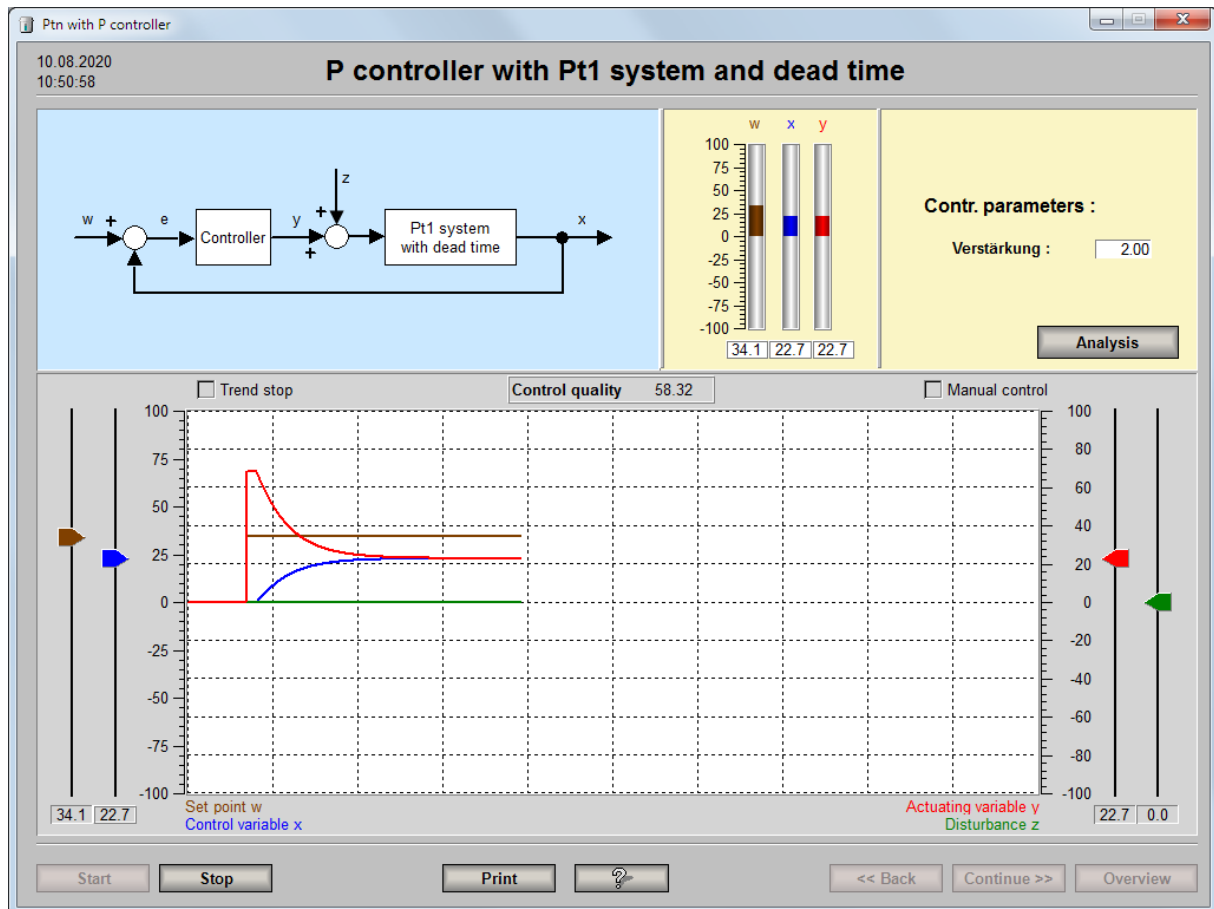 Ptn with P controller
10.08.2020
10:50:58
P controller with Pt1 system and dead time
w + e Controller y + + z Pt1 system with dead time x
w x y
100
75
50
25
0
-25
-50
-75
-100
34.1 22.7 22.7
Contr. parameters :
Verstärkung : 2.00
Analysis
Trend stop
Control quality 58.32
Manual control
100
75
50
25
0
-25
-50
-75
-100
100
80
60
40
20
0
-20
-40
-60
-80
-100
34.1 22.7
Set point w
Control variable x
Actuating variable y
Disturbance z
22.7 0.0
Start Stop Print ? << Back Continue >> Overview